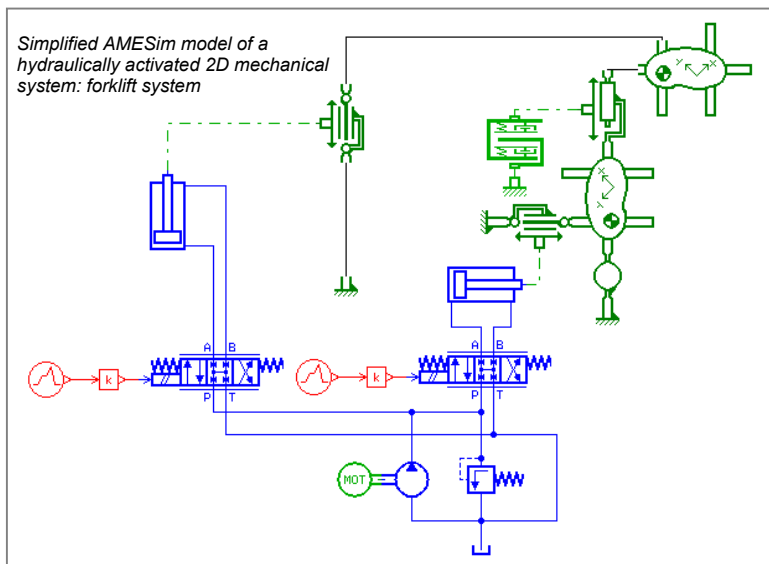 Simplified AMESim model of a
hydraulically activated 2D mechanical
system: forklift system
x
x
x
x
A B
A B
k
k
P T
P T
MOT